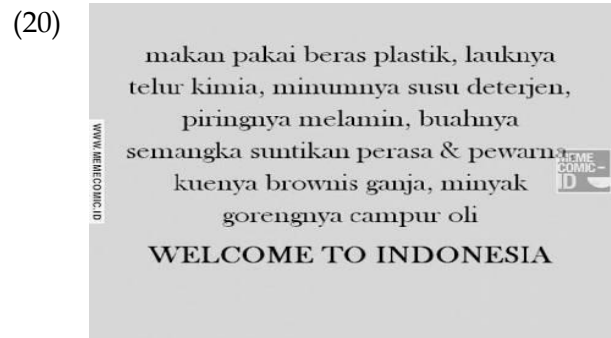 (20)
makan pakai beras plastik, lauknya
telur kimia, minumnya susu deterjen,
piringnya melamin, buahnya
semangka suntikan perasa & pewarna
kuenya brownis ganja, minyak
gorengnya campur oli
WELCOME TO INDONESIA
WWW.MEMECOMIC.ID
MEME
COMIC-
ID